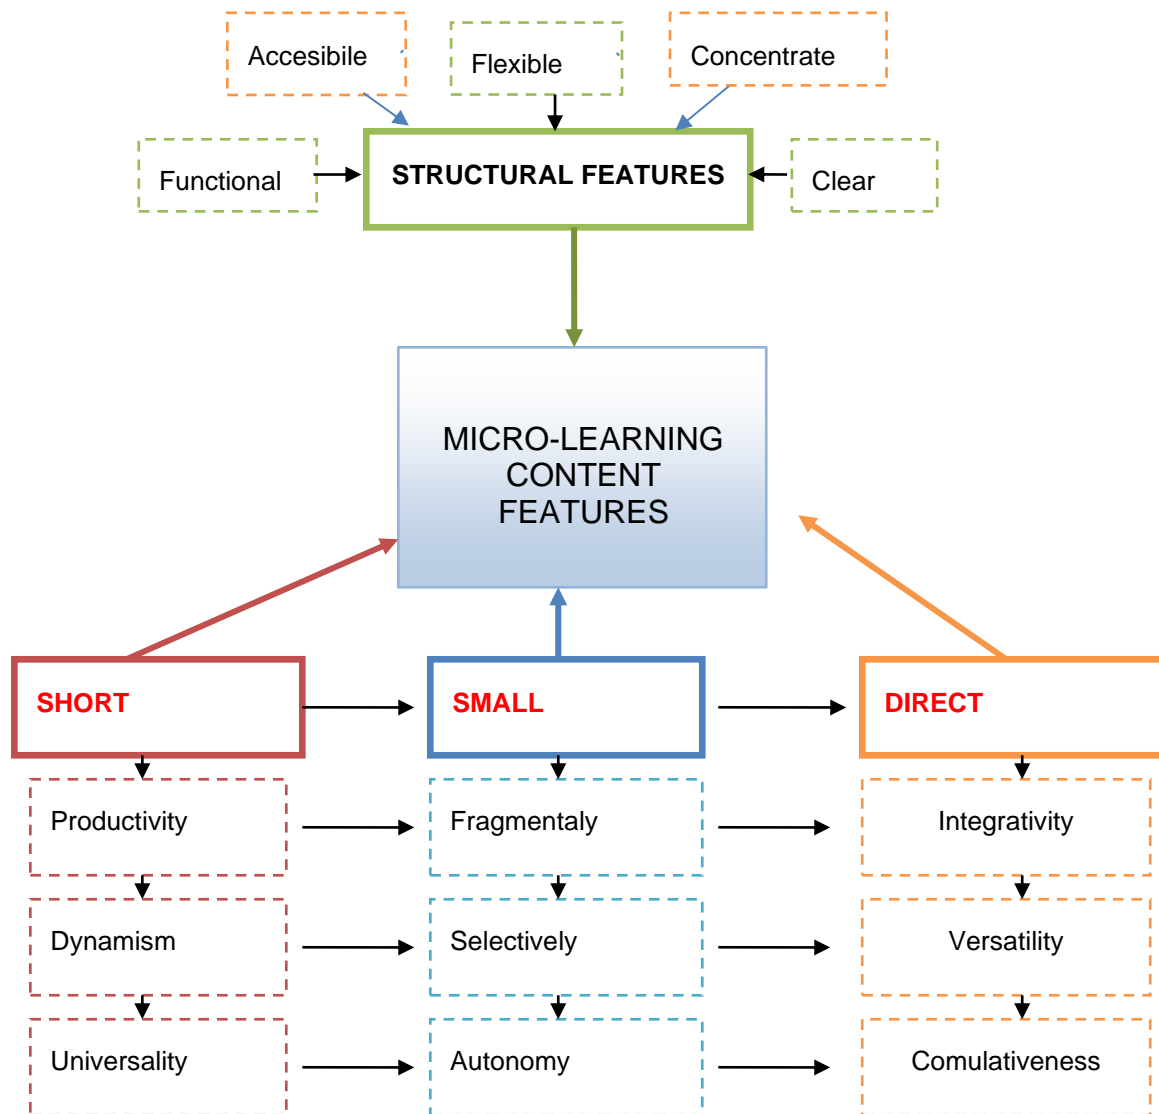 Accesibile
Flexible
Concentrate
Functional
STRUCTURAL FEATURES
Clear
MICRO-LEARNING
CONTENT
FEATURES
SHORT
SMALL
DIRECT
Productivity
Fragmentaly
Integrativity
Dynamism
Selectively
Versatility
Universality
Autonomy
Comulativeness